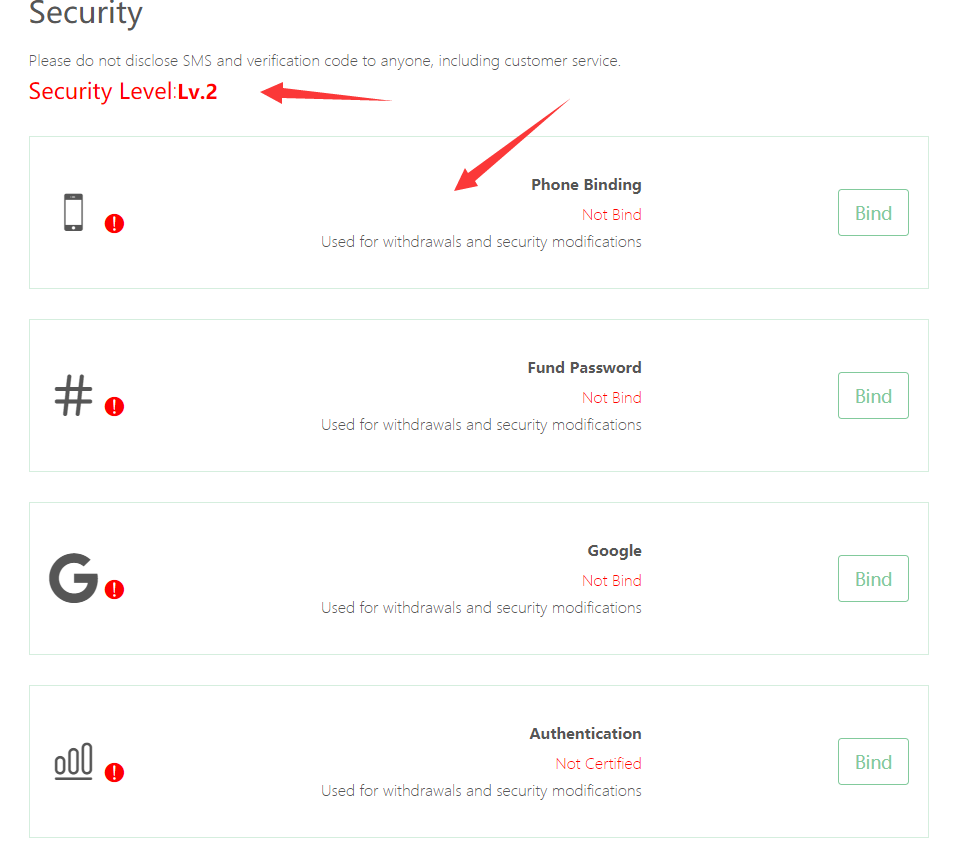 Security
Please do not disclose SMS and verification code to anyone, including customer service.
Security Level:Lv.2
Phone Binding
Not Bind
Used for withdrawals and security modifications
Bind
Fund Password
Not Bind
Used for withdrawals and security modifications
Bind
Google
Not Bind
Used for withdrawals and security modifications
Bind
Authentication
Not Certified
Used for withdrawals and security modifications
Bind